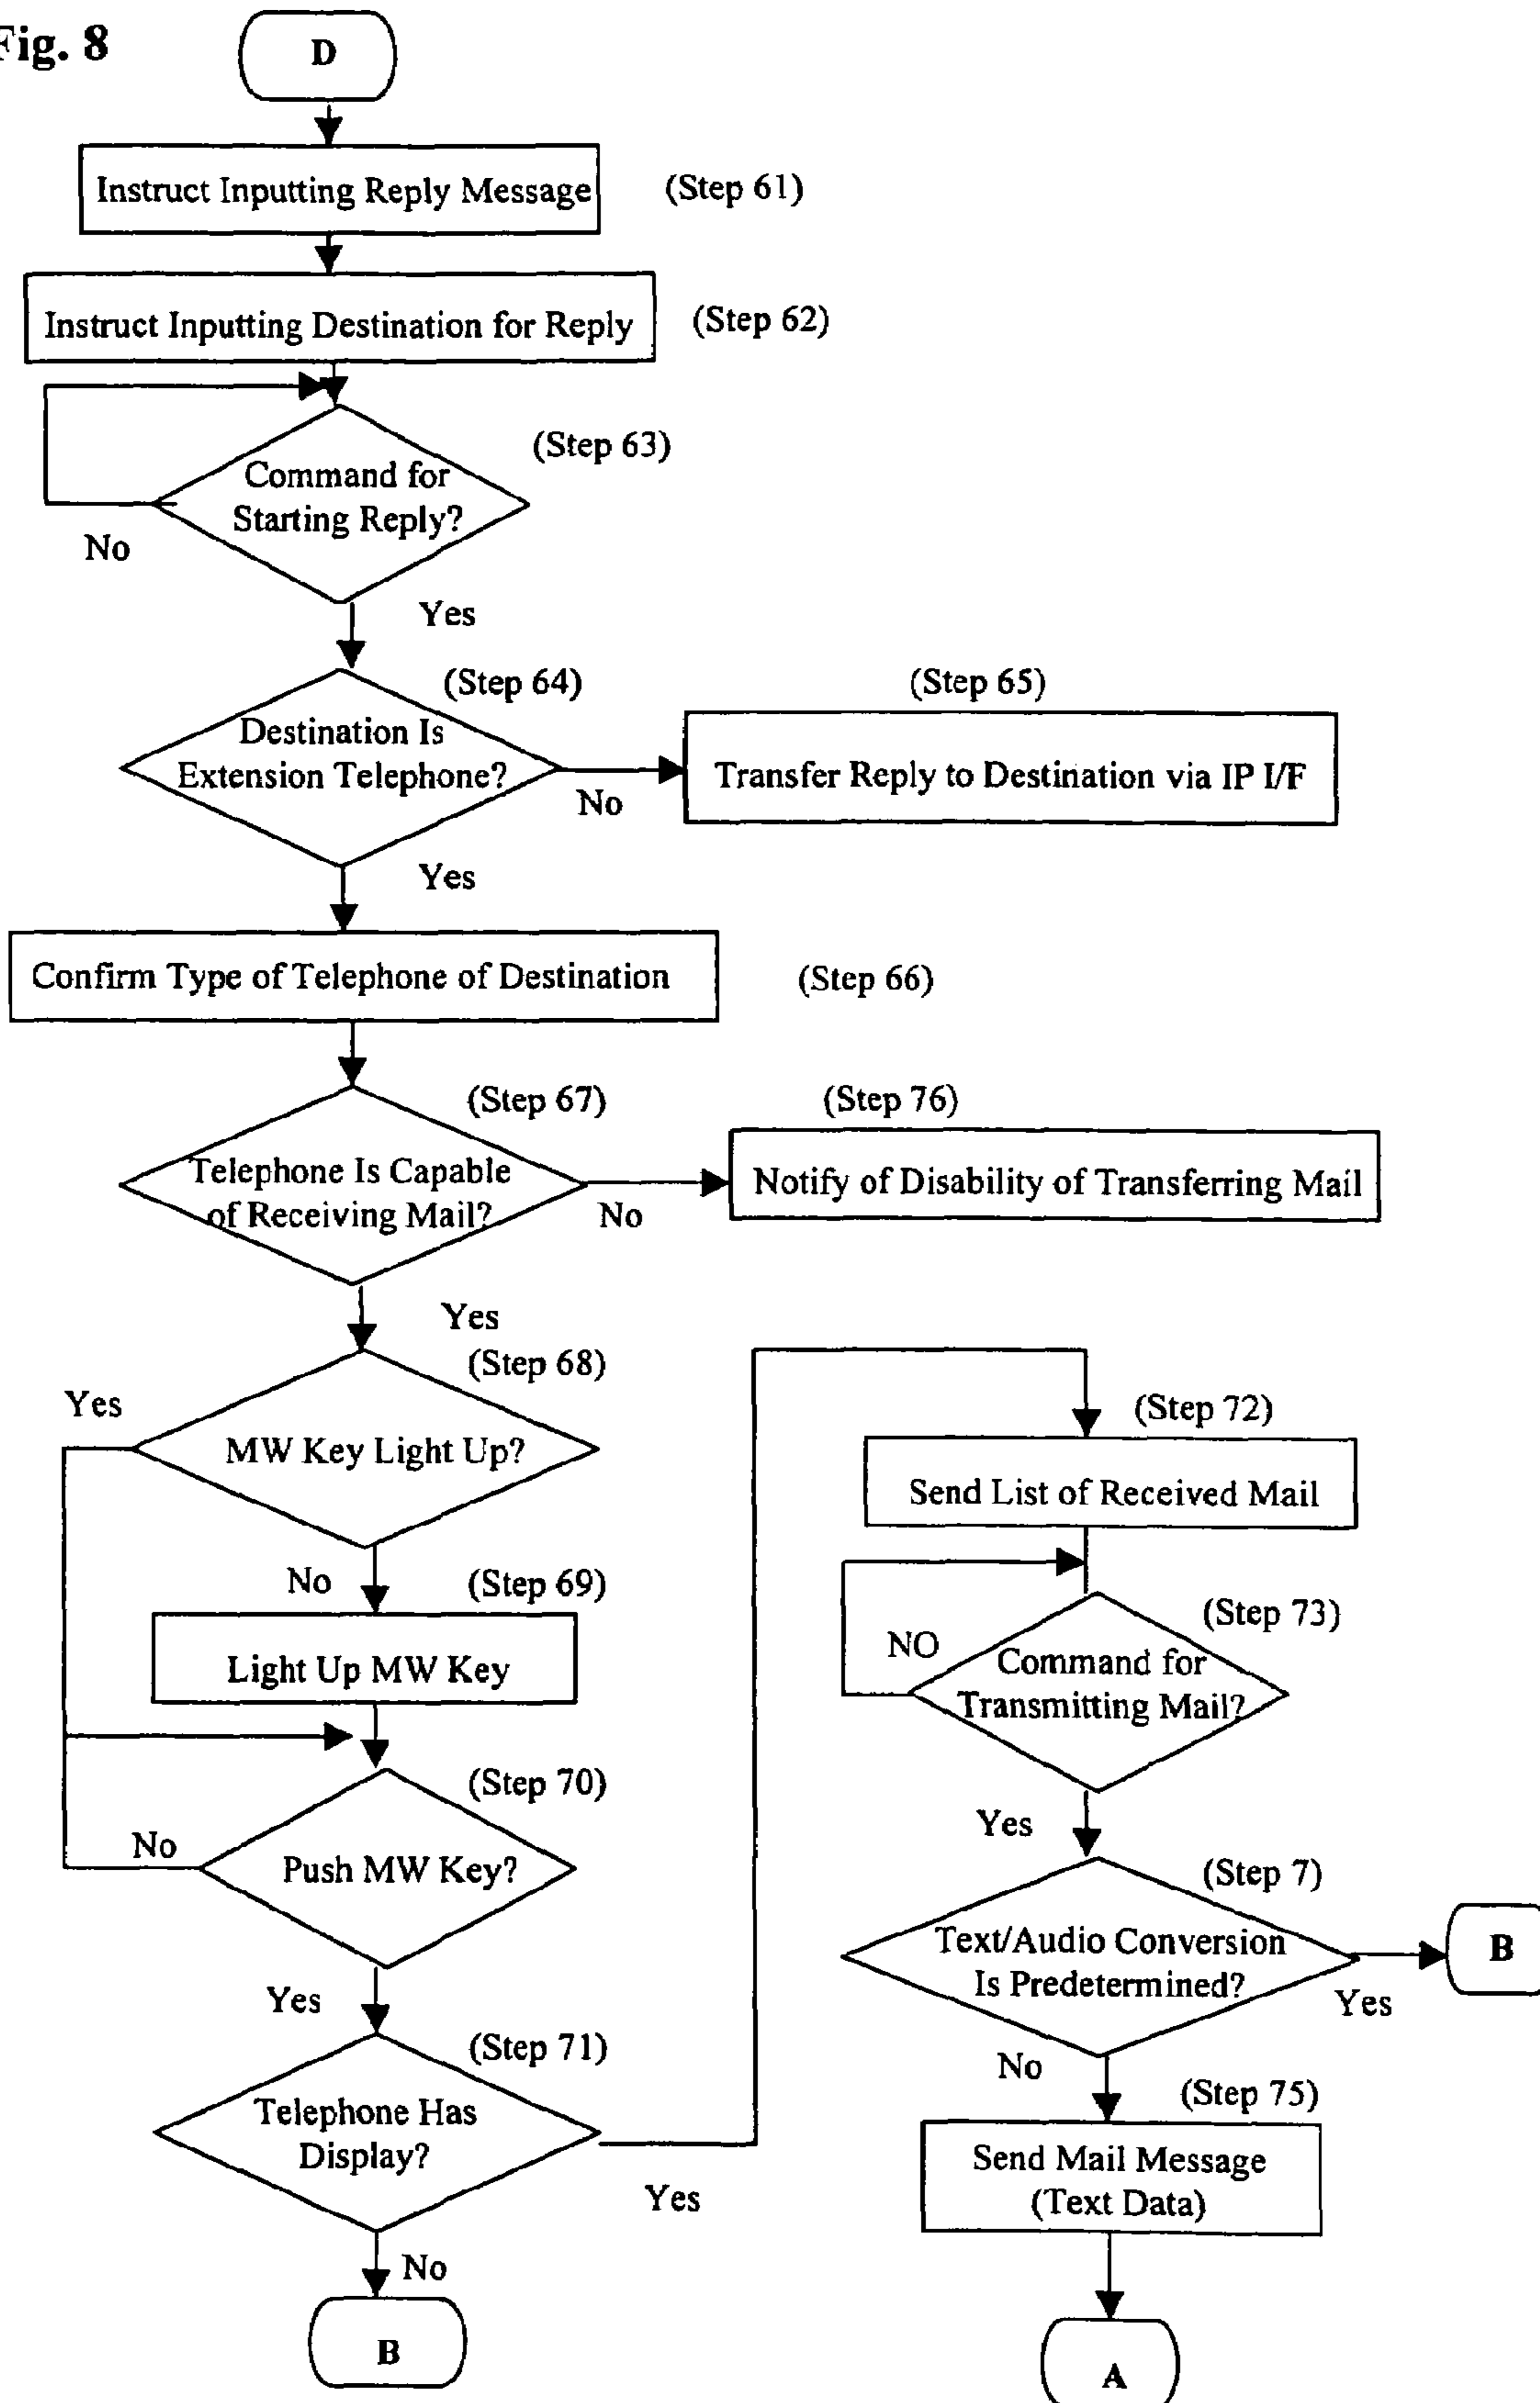 Fig. 8
D
Instruct Inputting Reply Message
(Step 61)
Instruct Inputting Destination for Reply
(Step 62)
(Step 63)
Command for
Starting Reply?
No
Yes
(Step 64)
Destination Is
Extension Telephone?
No
(Step 65)
Transfer Reply to Destination via IP I/F
Yes
Confirm Type of Telephone of Destination
(Step 66)
(Step 67)
Telephone Is Capable
of Receiving Mail?
No
(Step 76)
Notify of Disability of Transferring Mail
Yes
(Step 68)
Yes
MW Key Light Up?
No
(Step 69)
Light Up MW Key
(Step 70)
No
Push MW Key?
Yes
(Step 71)
Telephone Has
Display?
Yes
No
B
(Step 72)
Send List of Received Mail
(Step 73)
NO
Command for
Transmitting Mail?
Yes
(Step 7)
Text/Audio Conversion
Is Predetermined?
Yes
B
No
(Step 75)
Send Mail Message
(Text Data)
A